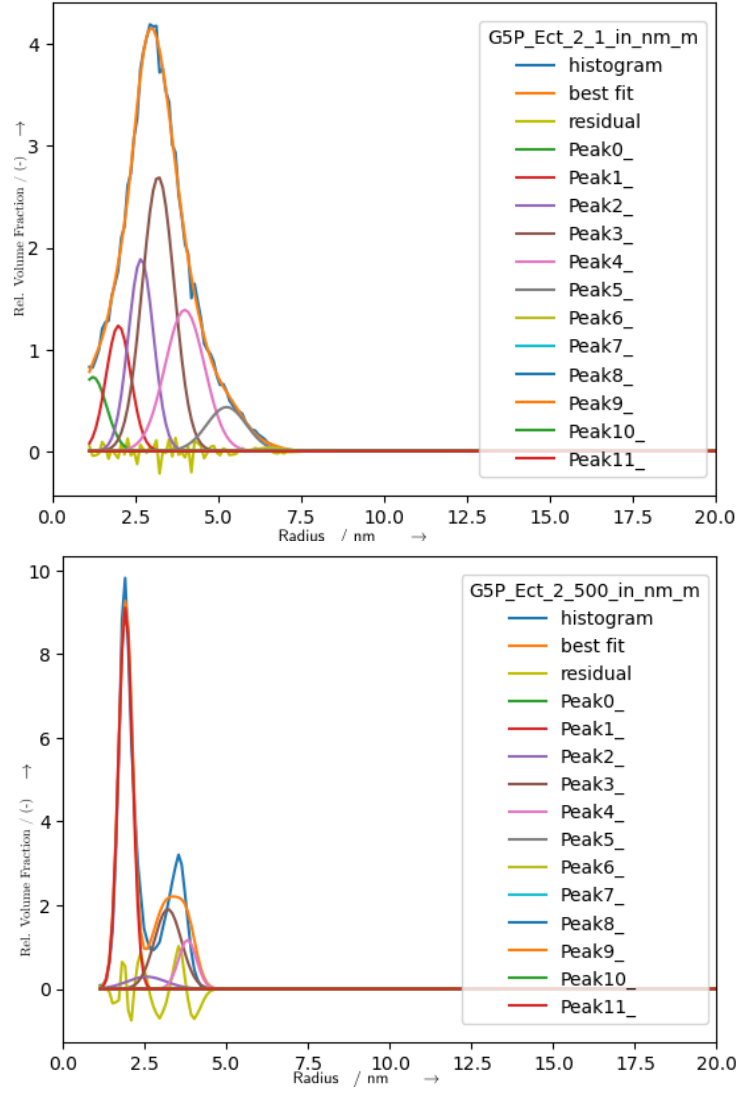 G5P_Ect_2_1_in_nm_m
histogram
best fit
residual
Peak0_
Peak1_
Peak2_
Peak3_
Peak4_
Peak5_
Peak6_
Peak7_
Peak8_
Peak9_
Peak10_
Peak11_
Rel. Volume Fraction / (-) →
4
3
2
1
0
0.0 2.5 5.0 7.5 10.0 12.5 15.0 17.5 20.0
Radius / nm →
G5P_Ect_2_500_in_nm_m
histogram
best fit
residual
Peak0_
Peak1_
Peak2_
Peak3_
Peak4_
Peak5_
Peak6_
Peak7_
Peak8_
Peak9_
Peak10_
Peak11_
Rel. Volume Fraction / (-) →
10
8
6
4
2
0
0.0 2.5 5.0 7.5 10.0 12.5 15.0 17.5 20.0
Radius / nm →